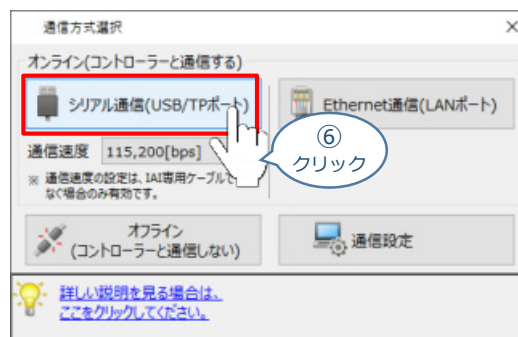 通信方式選択
オンライン(コントローラーと通信する)
シリアル通信(USB/TPポート)
Ethernet通信(LANポート)
⑥
クリック
通信速度 115,200[bps]
※ 通信速度の設定は、IAI専用ケーブルで
なぐ場合のみ有効です。
オフライン
(コントローラーと通信しない)
通信設定
詳しい説明を見る場合は、
ここをクリックしてください。